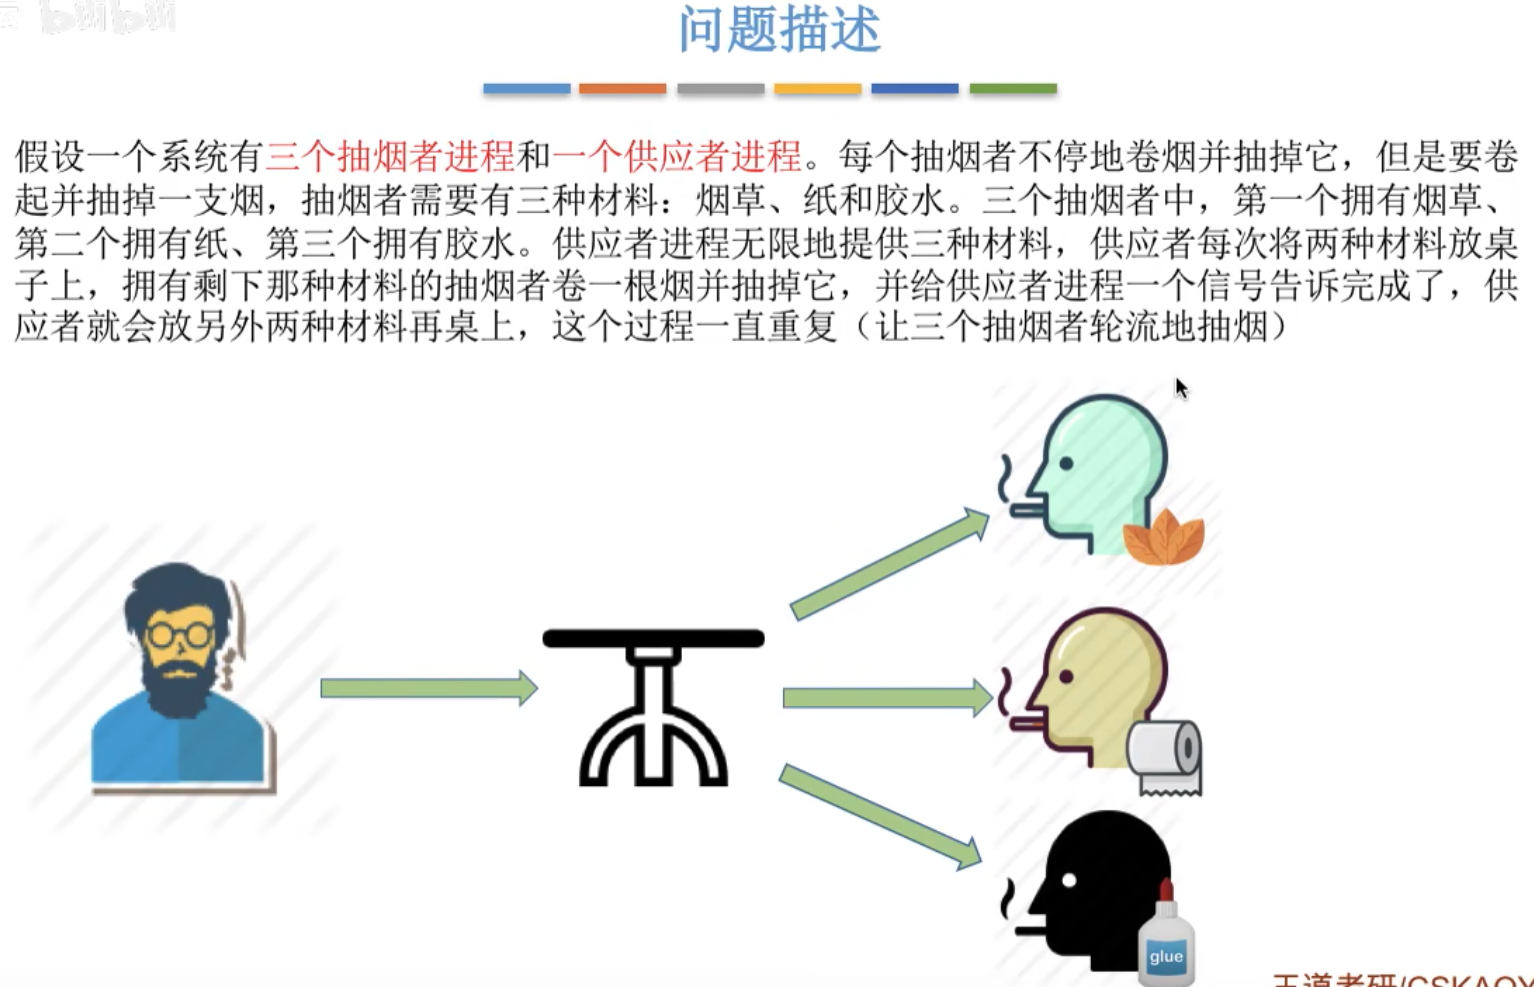 bilibili
问题描述
假设一个系统有三个抽烟者进程和一个供应者进程。每个抽烟者不停地卷烟并抽掉它，但是要卷
起并抽掉一支烟，抽烟者需要有三种材料：烟草、纸和胶水。三个抽烟者中，第一个拥有烟草、
第二个拥有纸、第三个拥有胶水。供应者进程无限地提供三种材料，供应者每次将两种材料放桌
子上，拥有剩下那种材料的抽烟者卷一根烟并抽掉它，并给供应者进程一个信号告诉完成了，供
应者就会放另外两种材料再桌上，这个过程一直重复（让三个抽烟者轮流地抽烟）
glue
王道考研/CSKAOY